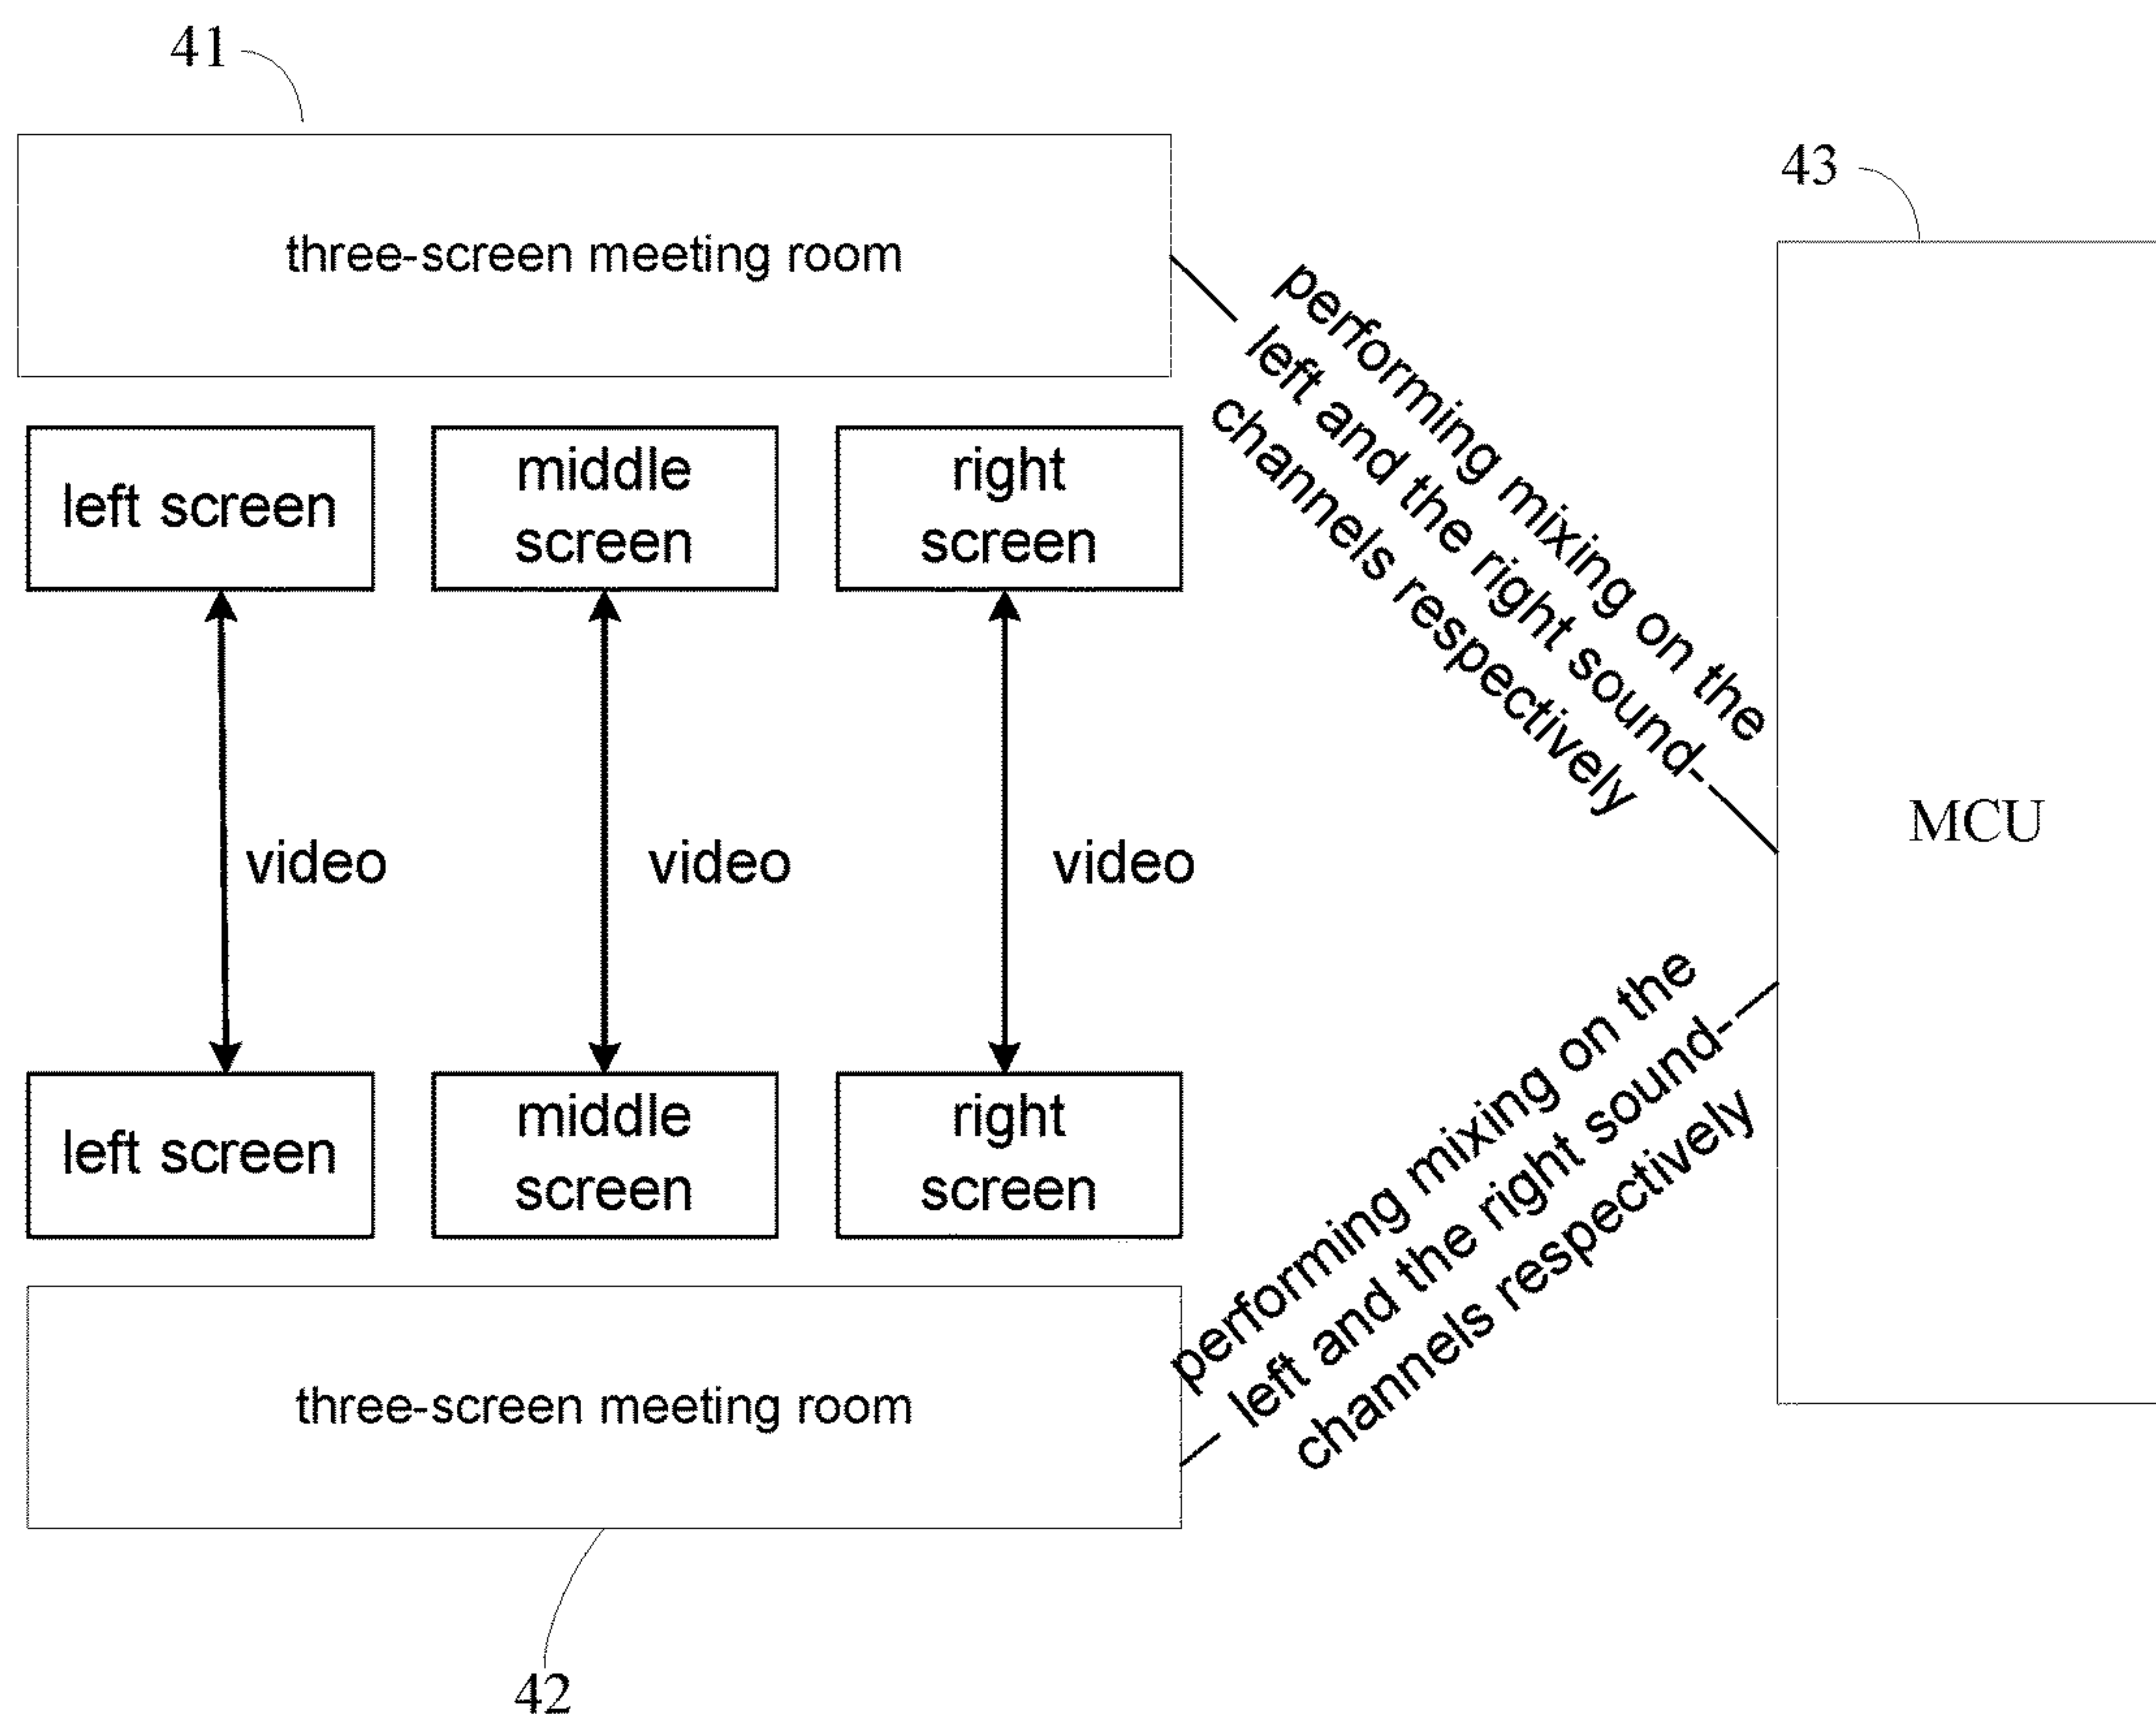 41
43
three-screen meeting room
performing mixing on the
left and the right sound-
channels respectively
left screen
middle
screen
right
screen
video
video
video
MCU
left screen
middle
screen
right
screen
performing mixing on the
left and the right sound-
channels respectively
three-screen meeting room
42